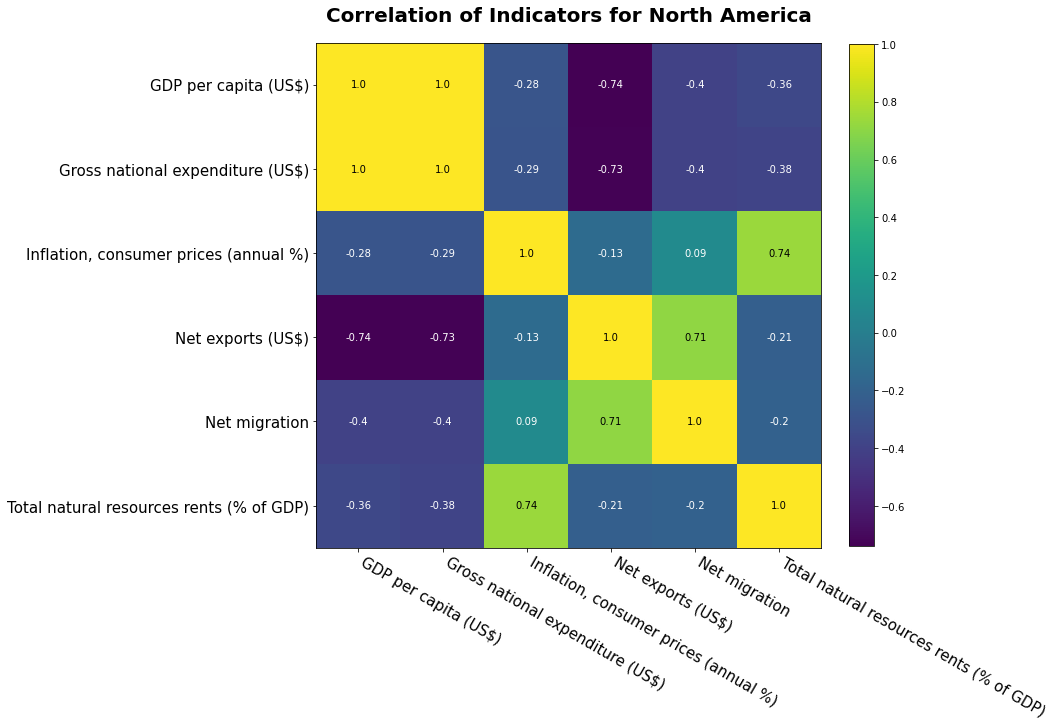 Correlation of Indicators for North America
GDP per capita (US$) 1.0 1.0 -0.28 -0.74 -0.4 -0.36
Gross national expenditure (US$) 1.0 1.0 -0.29 -0.73 -0.4 -0.38
Inflation, consumer prices (annual %) -0.28 -0.29 1.0 -0.13 0.09 0.74
Net exports (US$) -0.74 -0.73 -0.13 1.0 0.71 -0.21
Net migration -0.4 -0.4 0.09 0.71 1.0 -0.2
Total natural resources rents (% of GDP) -0.36 -0.38 0.74 -0.21 -0.2 1.0
GDP per capita (US$)
Gross national expenditure (US$)
Inflation, consumer prices (annual %)
Net exports (US$)
Net migration
Total natural resources rents (% of GDP)
1.0
0.8
0.6
0.4
0.2
0.0
−0.2
−0.4
−0.6